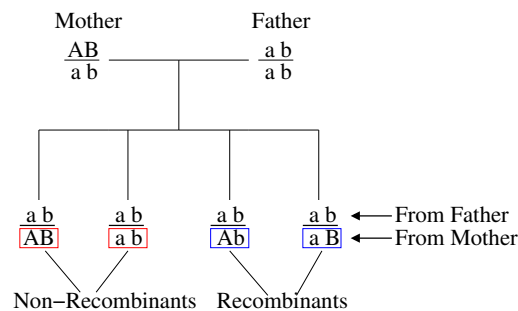 Mother Father
AB a b
a b a b
a b a b a b a b From Father
AB a b Ab a B From Mother
Non−Recombinants Recombinants